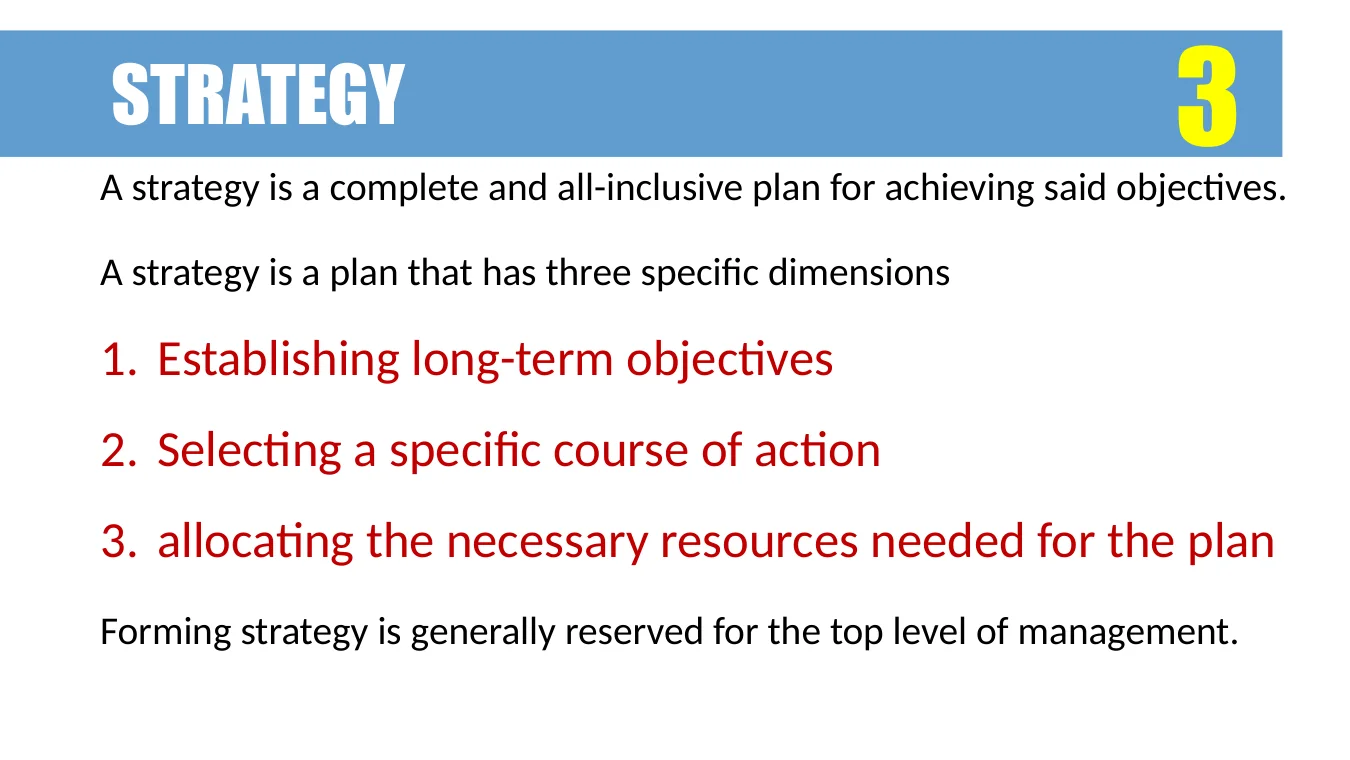 STRATEGY
3
A strategy is a complete and all-inclusive plan for achieving said objectives.
A strategy is a plan that has three specific dimensions
1. Establishing long-term objectives
2. Selecting a specific course of action
3. allocating the necessary resources needed for the plan
Forming strategy is generally reserved for the top level of management.